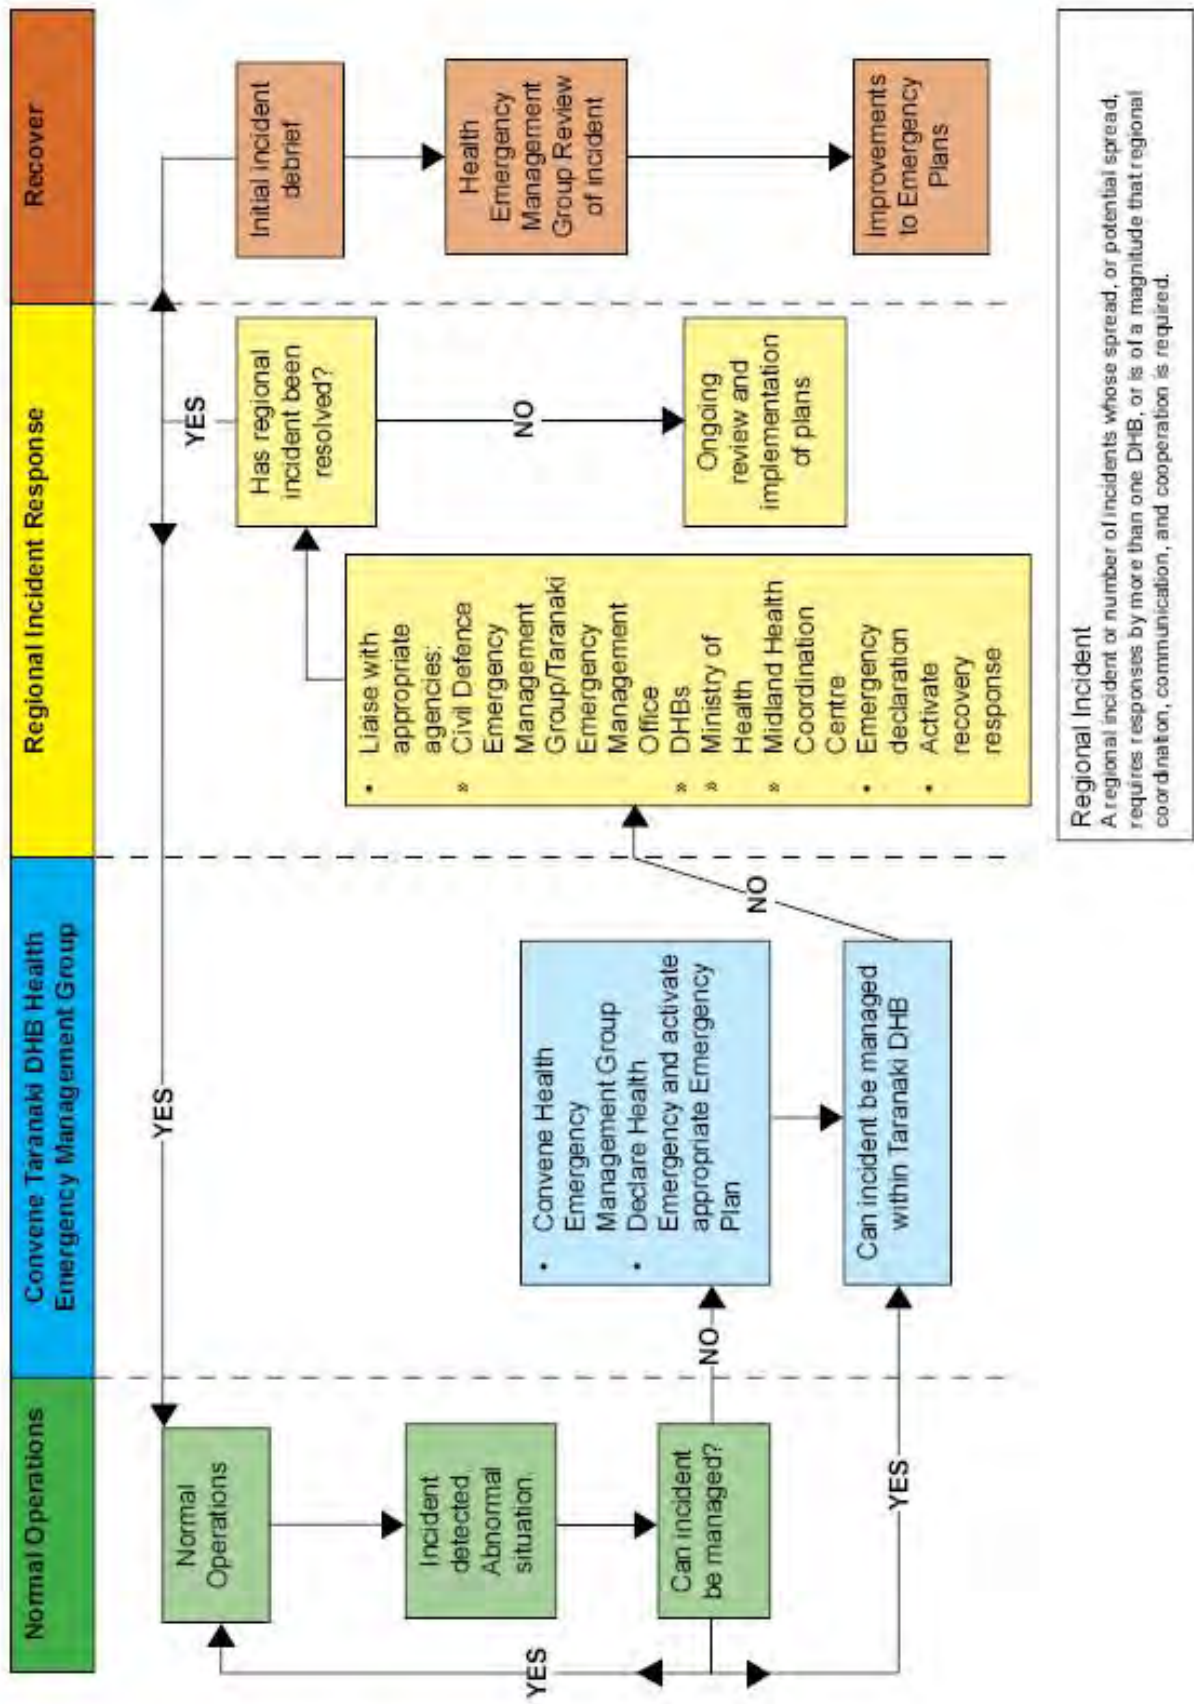 Normal Operations
Convene Taranaki DHB Health
Emergency Management Group
Regional Incident Response
Recover
YES
YES
Normal
Operations
Incident
detected.
Abnormal
situation.
Can incident
be managed?
YES
NO
YES
• Convene Health
Emergency
Management Group
• Declare Health
Emergency and activate
appropriate Emergency
Plan
Can incident be managed
within Taranaki DHB
NO
• Liaise with
appropriate
agencies:
» Civil Defence
Emergency
Management
Group/Taranaki
Emergency
Management
Office
» DHBs
» Ministry of
Health
» Midland Health
Coordination
Centre
• Emergency
declaration
• Activate
recovery
response
Has regional
incident been
resolved?
NO
Ongoing
review and
implementation
of plans
Initial incident
debrief
Health
Emergency
Management
Group Review
of incident
Improvements
to Emergency
Plans
Regional Incident
A regional incident or number of incidents whose spread, or potential spread,
requires responses by more than one DHB, or is of a magnitude that regional
coordination, communication, and cooperation is required.